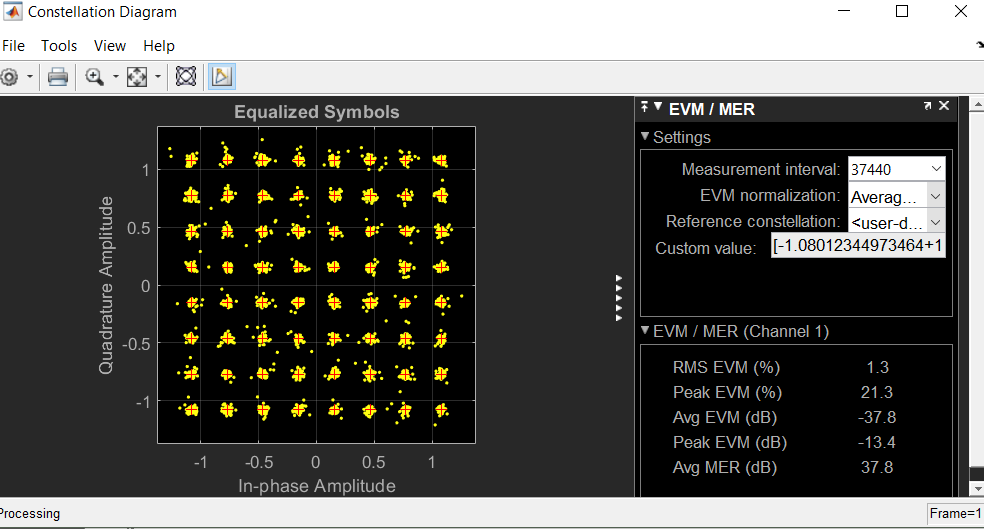 Constellation Diagram
File Tools View Help
Equalized Symbols
1
0.5
0
-0.5
-1
Quadrature Amplitude
-1 -0.5 0 0.5 1
In-phase Amplitude
EVM / MER
Settings
Measurement interval: 37440
EVM normalization: Averag...
Reference constellation: <user-d...
Custom value: [-1.08012344973464+1
EVM / MER (Channel 1)
RMS EVM (%) 1.3
Peak EVM (%) 21.3
Avg EVM (dB) -37.8
Peak EVM (dB) -13.4
Avg MER (dB) 37.8
Processing
Frame=1